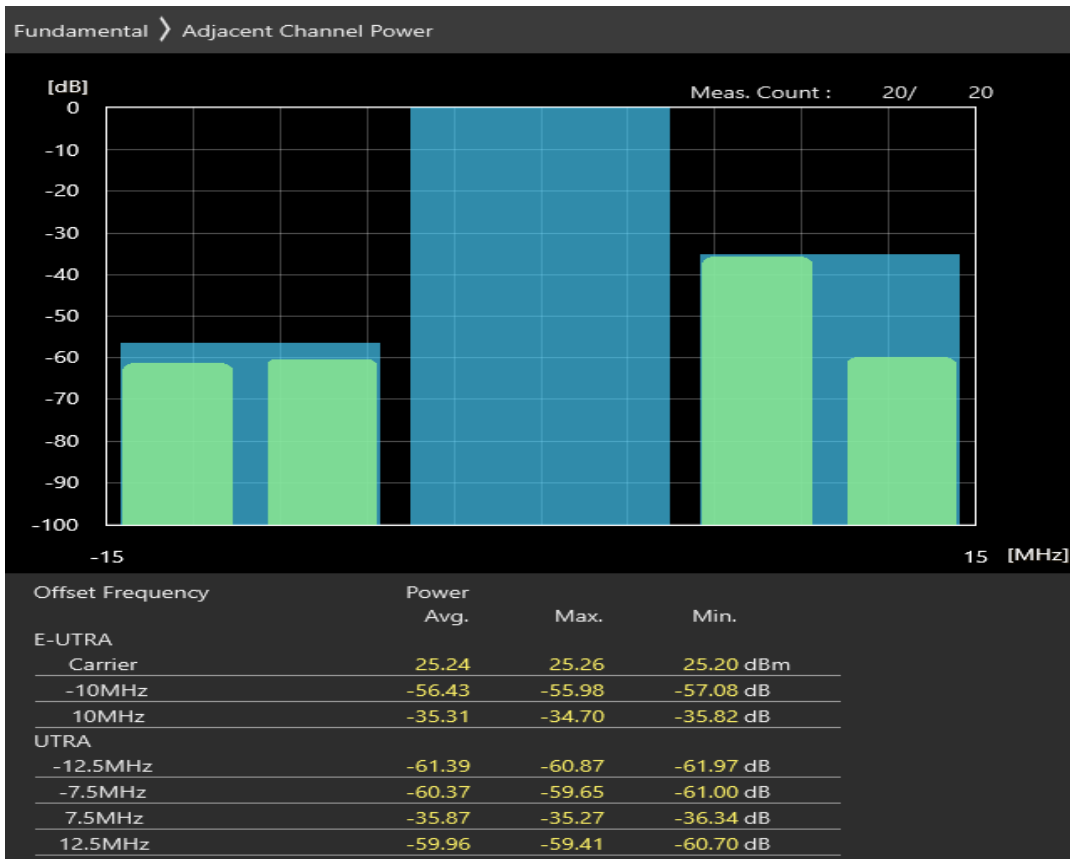 Fundamental 〉 Adjacent Channel Power
[dB]
Meas. Count : 20/ 20
0
-10
-20
-30
-40
-50
-60
-70
-80
-90
-100
-15 15 [MHz]
Offset Frequency Power
Avg. Max. Min.
E-UTRA
Carrier 25.24 25.26 25.20 dBm
-10MHz -56.43 -55.98 -57.08 dB
10MHz -35.31 -34.70 -35.82 dB
UTRA
-12.5MHz -61.39 -60.87 -61.97 dB
-7.5MHz -60.37 -59.65 -61.00 dB
7.5MHz -35.87 -35.27 -36.34 dB
12.5MHz -59.96 -59.41 -60.70 dB